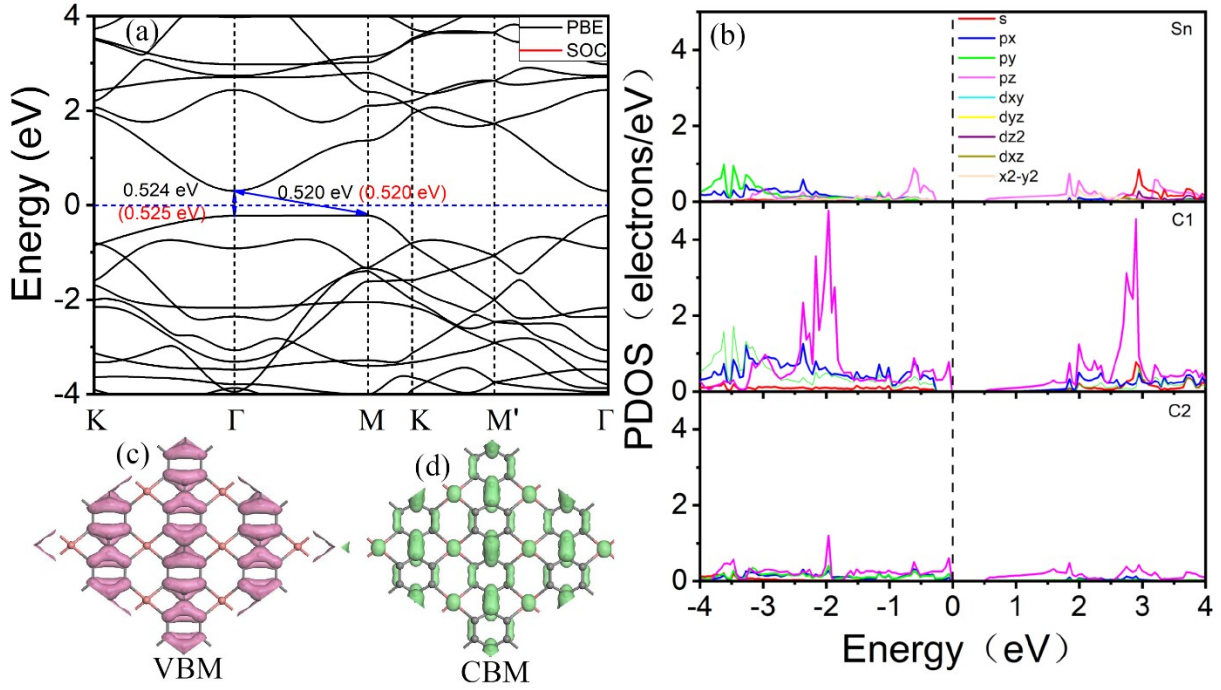 (a)
PBE
SOC
Energy (eV)
4
2
0
-2
-4
0.524 eV
(0.525 eV)
0.520 eV (0.520 eV)
K Γ M K M' Γ
(b)
s
px
py
pz
dxy
dyz
dz2
dxz
x2-y2
Sn
C1
C2
PDOS（electrons/eV）
4
2
0
4
2
0
4
2
0
-4 -3 -2 -1 0 1 2 3 4
Energy（eV）
(c)
VBM
(d)
CBM